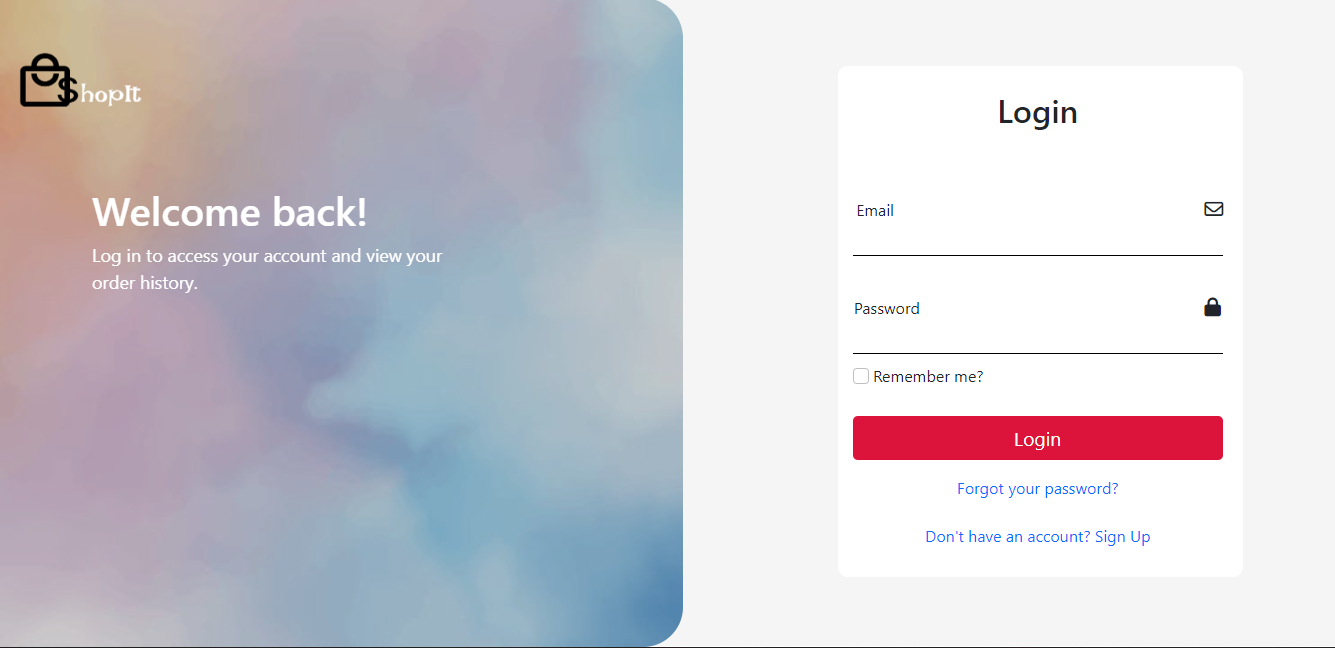 ShopIt
Welcome back!
Log in to access your account and view your
order history.
Login
Email
Password
Remember me?
Login
Forgot your password?
Don't have an account? Sign Up